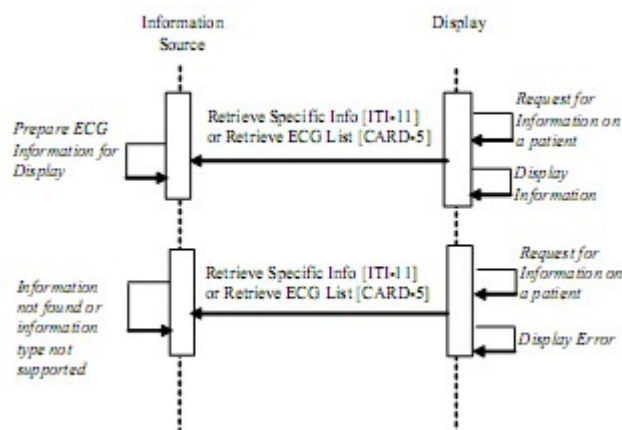 Information
Source
Display
Retrieve Specific Info [ITI-11]
or Retrieve ECG List [CARD-5]
Prepare ECG
Information for
Display
Request for
Information on
a patient
Display
Information
Retrieve Specific Info [ITI-11]
or Retrieve ECG List [CARD-5]
Information
not found or
information
type not
supported
Request for
Information on
a patient
Display Error